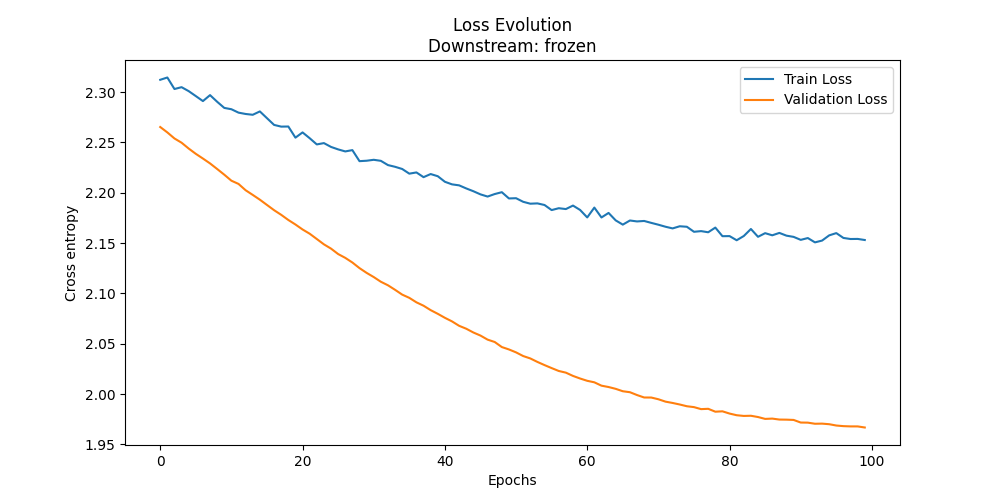 Loss Evolution
Downstream: frozen
Train Loss
Validation Loss
Cross entropy
2.30
2.25
2.20
2.15
2.10
2.05
2.00
1.95
0 20 40 60 80 100
Epochs